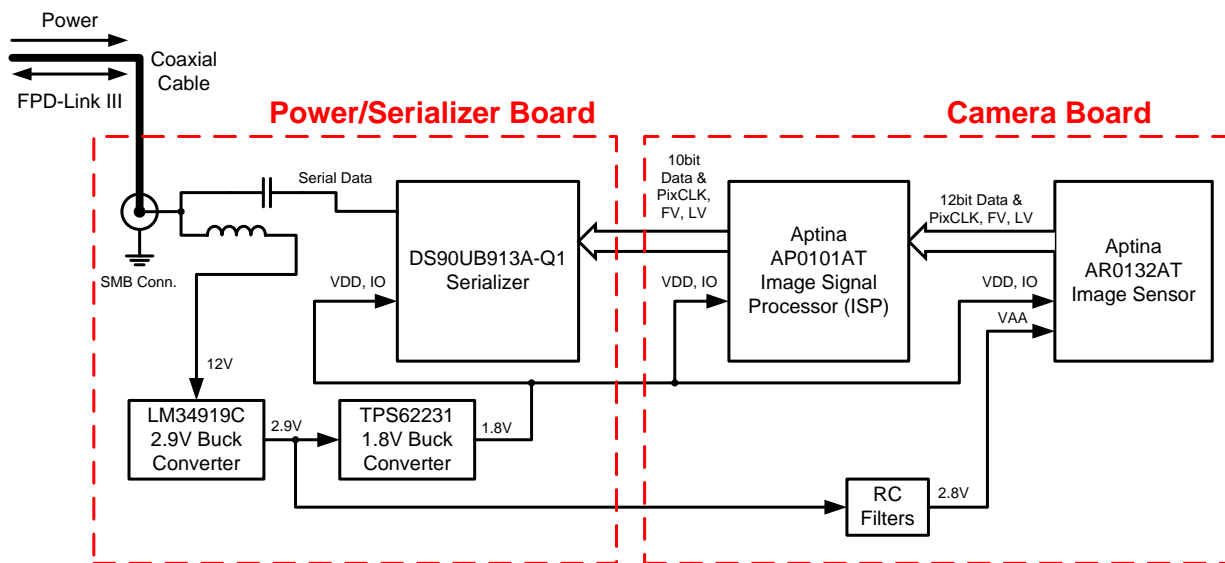 Power
Coaxial
Cable
FPD-Link III
Power/Serializer Board
Camera Board
Serial Data
SMB Conn.
DS90UB913A-Q1
Serializer
VDD, IO
10bit
Data &
PixCLK,
FV, LV
Aptina
AP0101AT
Image Signal
Processor (ISP)
VDD, IO
12bit Data &
PixCLK, FV, LV
Aptina
AR0132AT
Image Sensor
VDD, IO
VAA
12V
LM34919C
2.9V Buck
Converter
2.9V
TPS62231
1.8V Buck
Converter
1.8V
RC
Filters
2.8V